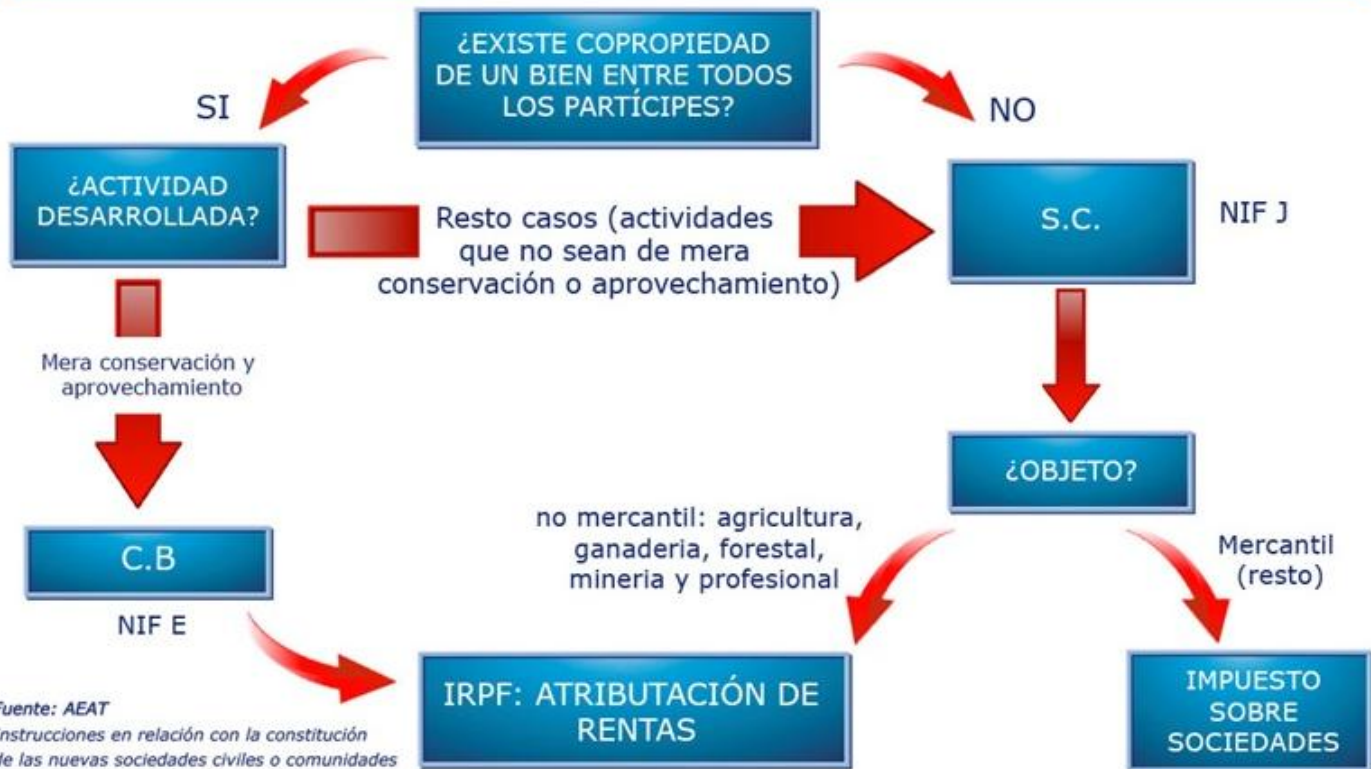 ¿EXISTE COPROPIEDAD
DE UN BIEN ENTRE TODOS
LOS PARTÍCIPES?
SI
NO
¿ACTIVIDAD
DESARROLLADA?
Resto casos (actividades
que no sean de mera
conservación o aprovechamiento)
S.C.
NIF J
Mera conservación y
aprovechamiento
¿OBJETO?
no mercantil: agricultura,
ganaderia, forestal,
mineria y profesional
Mercantil
(resto)
C.B
NIF E
IRPF: ATRIBUTACIÓN DE
RENTAS
IMPUESTO
SOBRE
SOCIEDADES
Fuente: AEAT
Instrucciones en relación con la constitución
de las nuevas sociedades civiles o comunidades